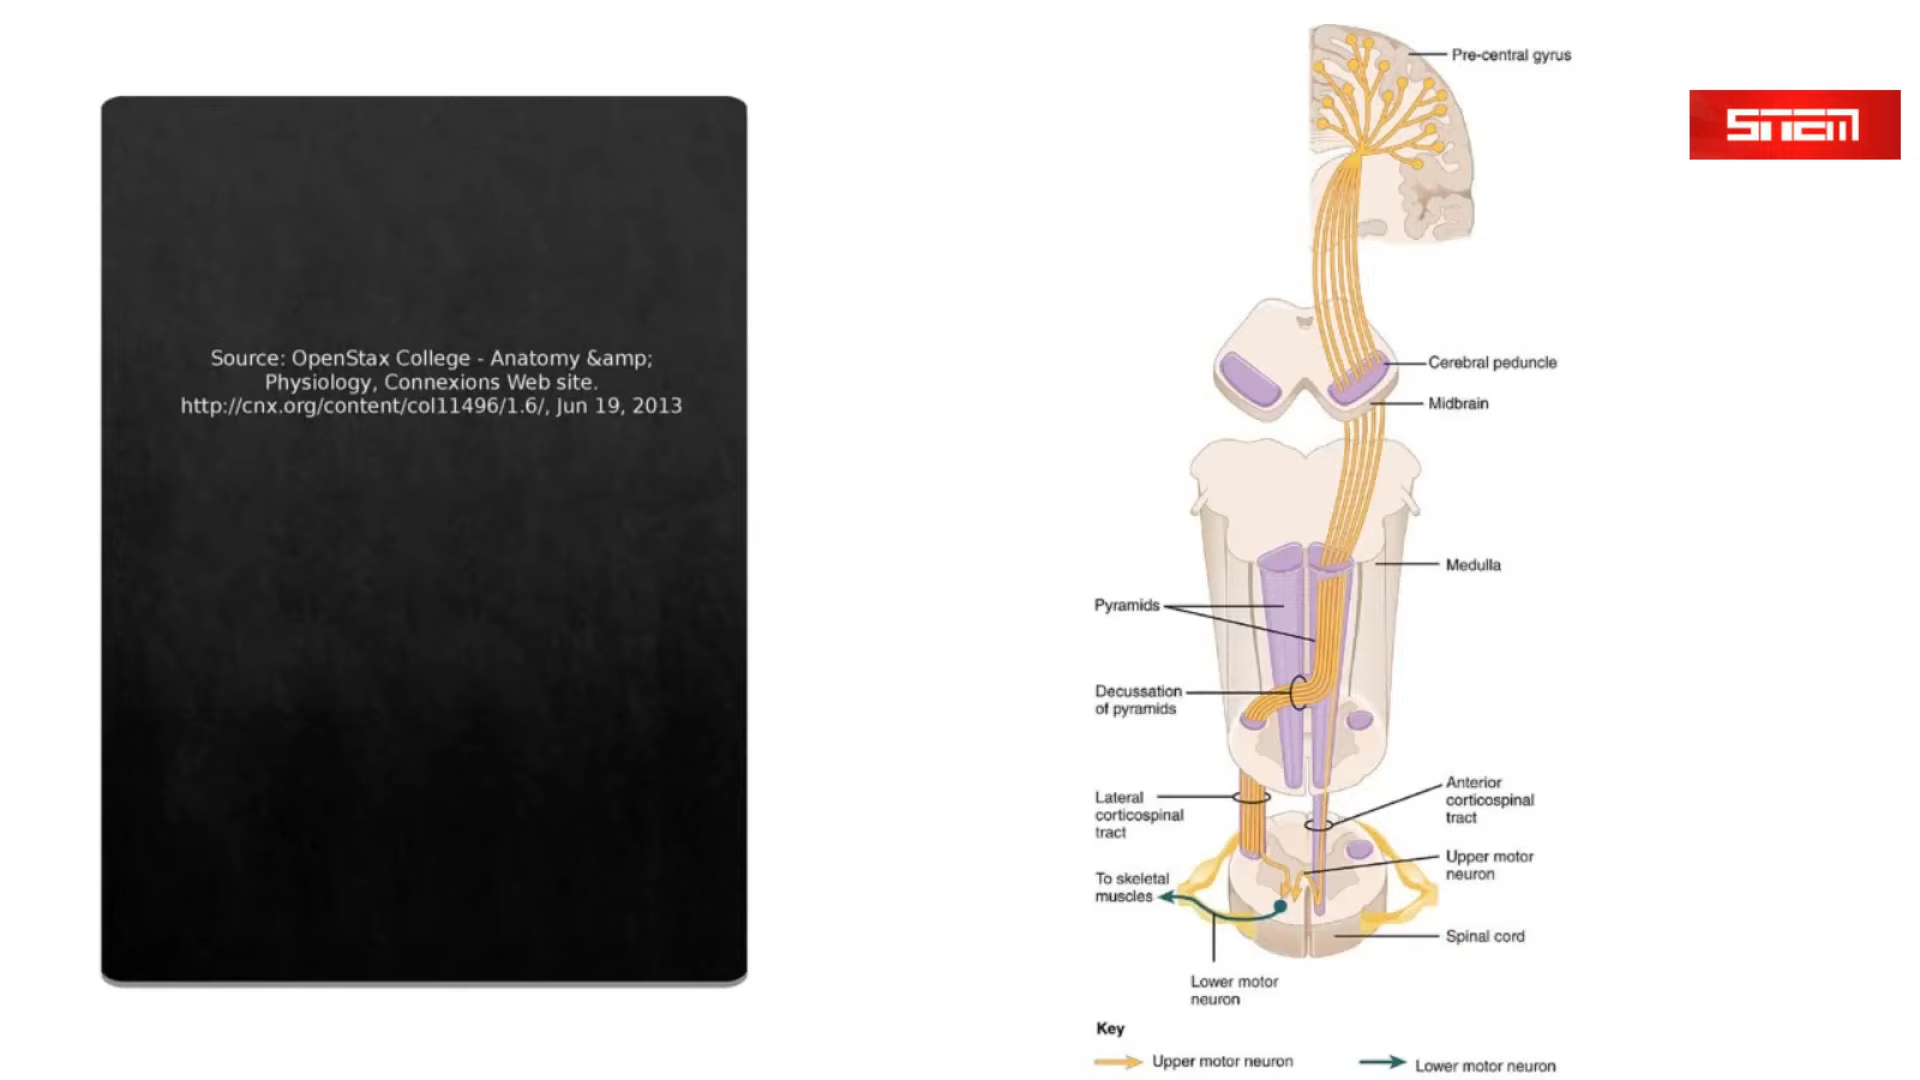 Source: OpenStax College - Anatomy &amp;
Physiology, Connexions Web site.
http://cnx.org/content/col11496/1.6/, Jun 19, 2013
Pre-central gyrus
SNEM
Cerebral peduncle
Midbrain
Medulla
Pyramids
Decussation
of pyramids
Lateral
corticospinal
tract
Anterior
corticospinal
tract
Upper motor
neuron
To skeletal
muscles
Spinal cord
Lower motor
neuron
Key
Upper motor neuron
Lower motor neuron